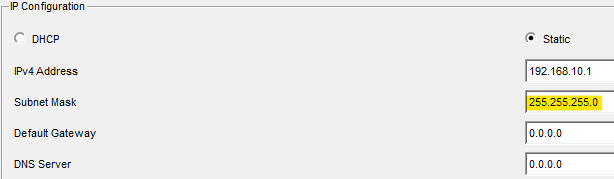 IP Configuration
DHCP Static
IPv4 Address 192.168.10.1
Subnet Mask 255.255.255.0
Default Gateway 0.0.0.0
DNS Server 0.0.0.0